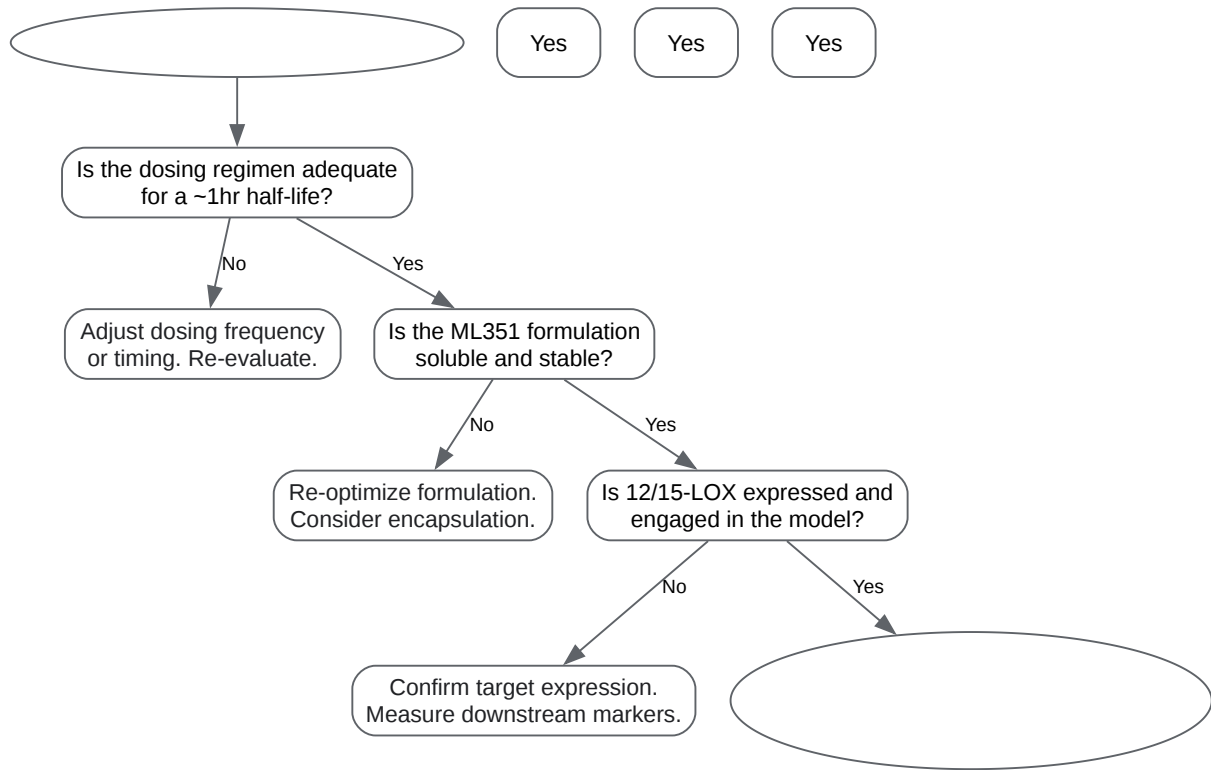 Yes
Yes
Yes
Is the dosing regimen adequate
for a ~1hr half-life?
No
Yes
Adjust dosing frequency
or timing. Re-evaluate.
Is the ML351 formulation
soluble and stable?
No
Yes
Re-optimize formulation.
Consider encapsulation.
Is 12/15-LOX expressed and
engaged in the model?
No
Yes
Confirm target expression.
Measure downstream markers.